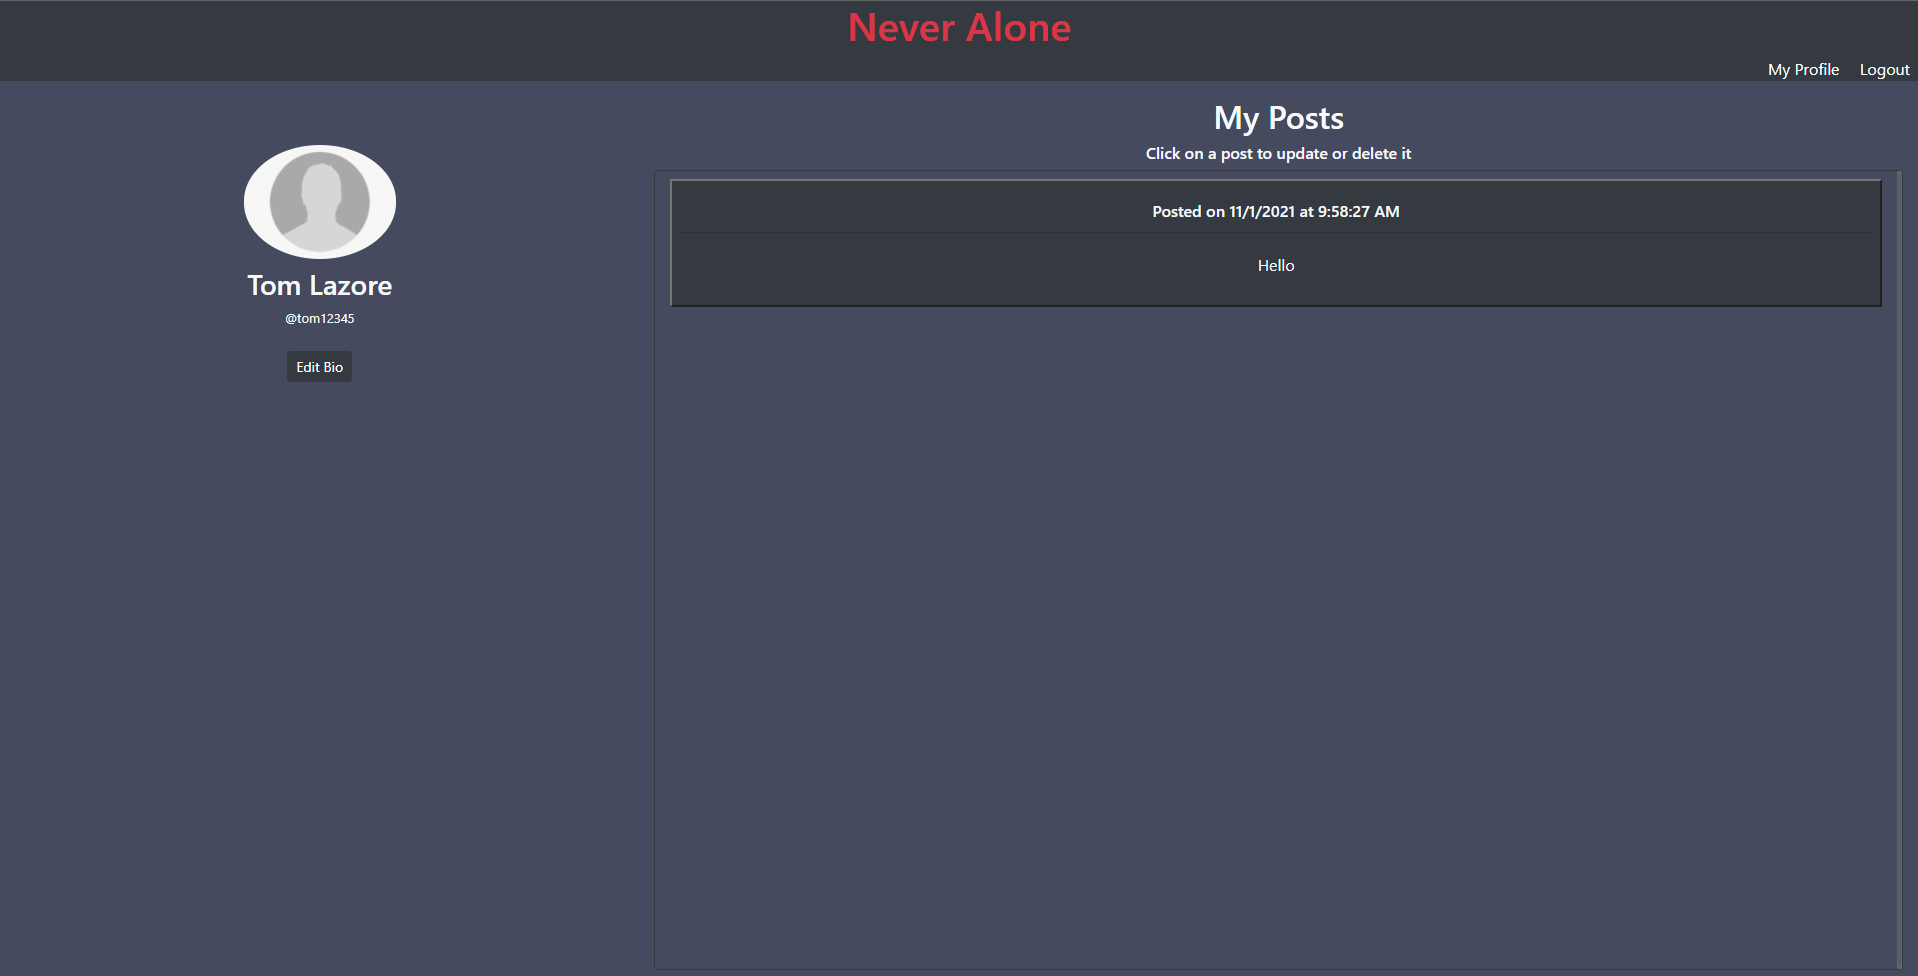 Never Alone
My Profile Logout
Tom Lazore
@tom12345
Edit Bio
My Posts
Click on a post to update or delete it
Posted on 11/1/2021 at 9:58:27 AM
Hello